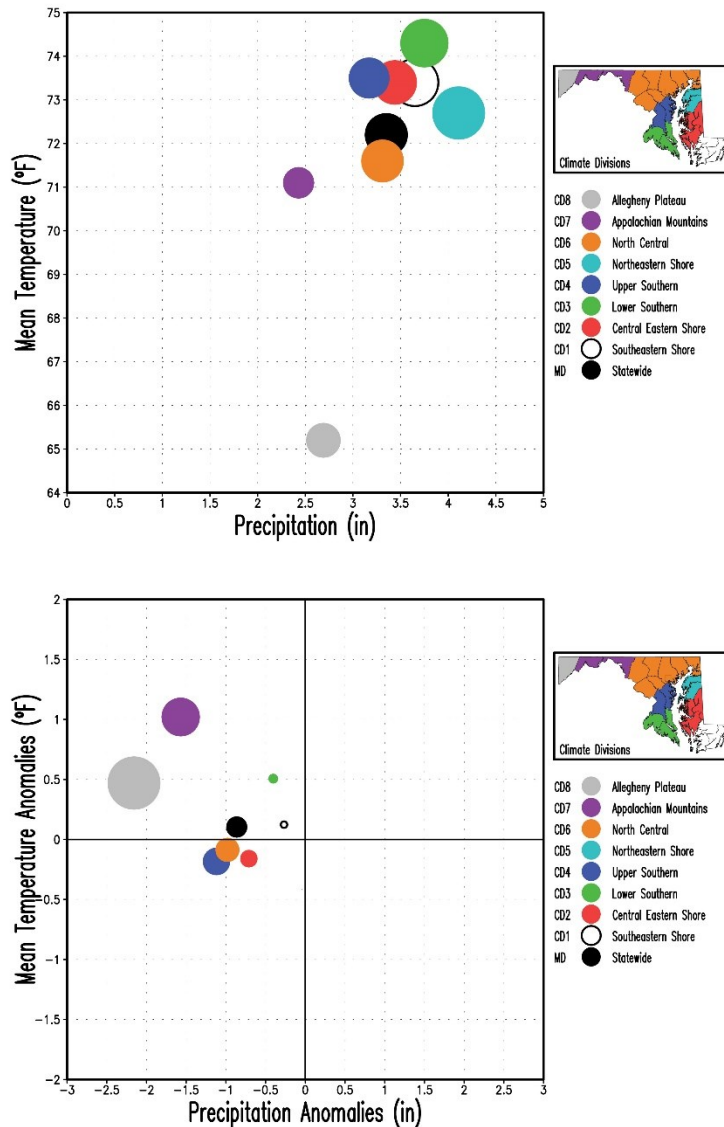 75
74
73
72
71
70
69
68
67
66
65
64
Mean Temperature (ºF)
0 0.5 1 1.5 2 2.5 3 3.5 4 4.5 5
Precipitation (in)
Climate Divisions
CD8 Allegheny Plateau
CD7 Appalachian Mountains
CD6 North Central
CD5 Northeastern Shore
CD4 Upper Southern
CD3 Lower Southern
CD2 Central Eastern Shore
CD1 Southeastern Shore
MD Statewide
2
1.5
1
0.5
0
-0.5
-1
-1.5
-2
Mean Temperature Anomalies (ºF)
-3 -2.5 -2 -1.5 -1 -0.5 0 0.5 1 1.5 2 2.5 3
Precipitation Anomalies (in)
Climate Divisions
CD8 Allegheny Plateau
CD7 Appalachian Mountains
CD6 North Central
CD5 Northeastern Shore
CD4 Upper Southern
CD3 Lower Southern
CD2 Central Eastern Shore
CD1 Southeastern Shore
MD Statewide